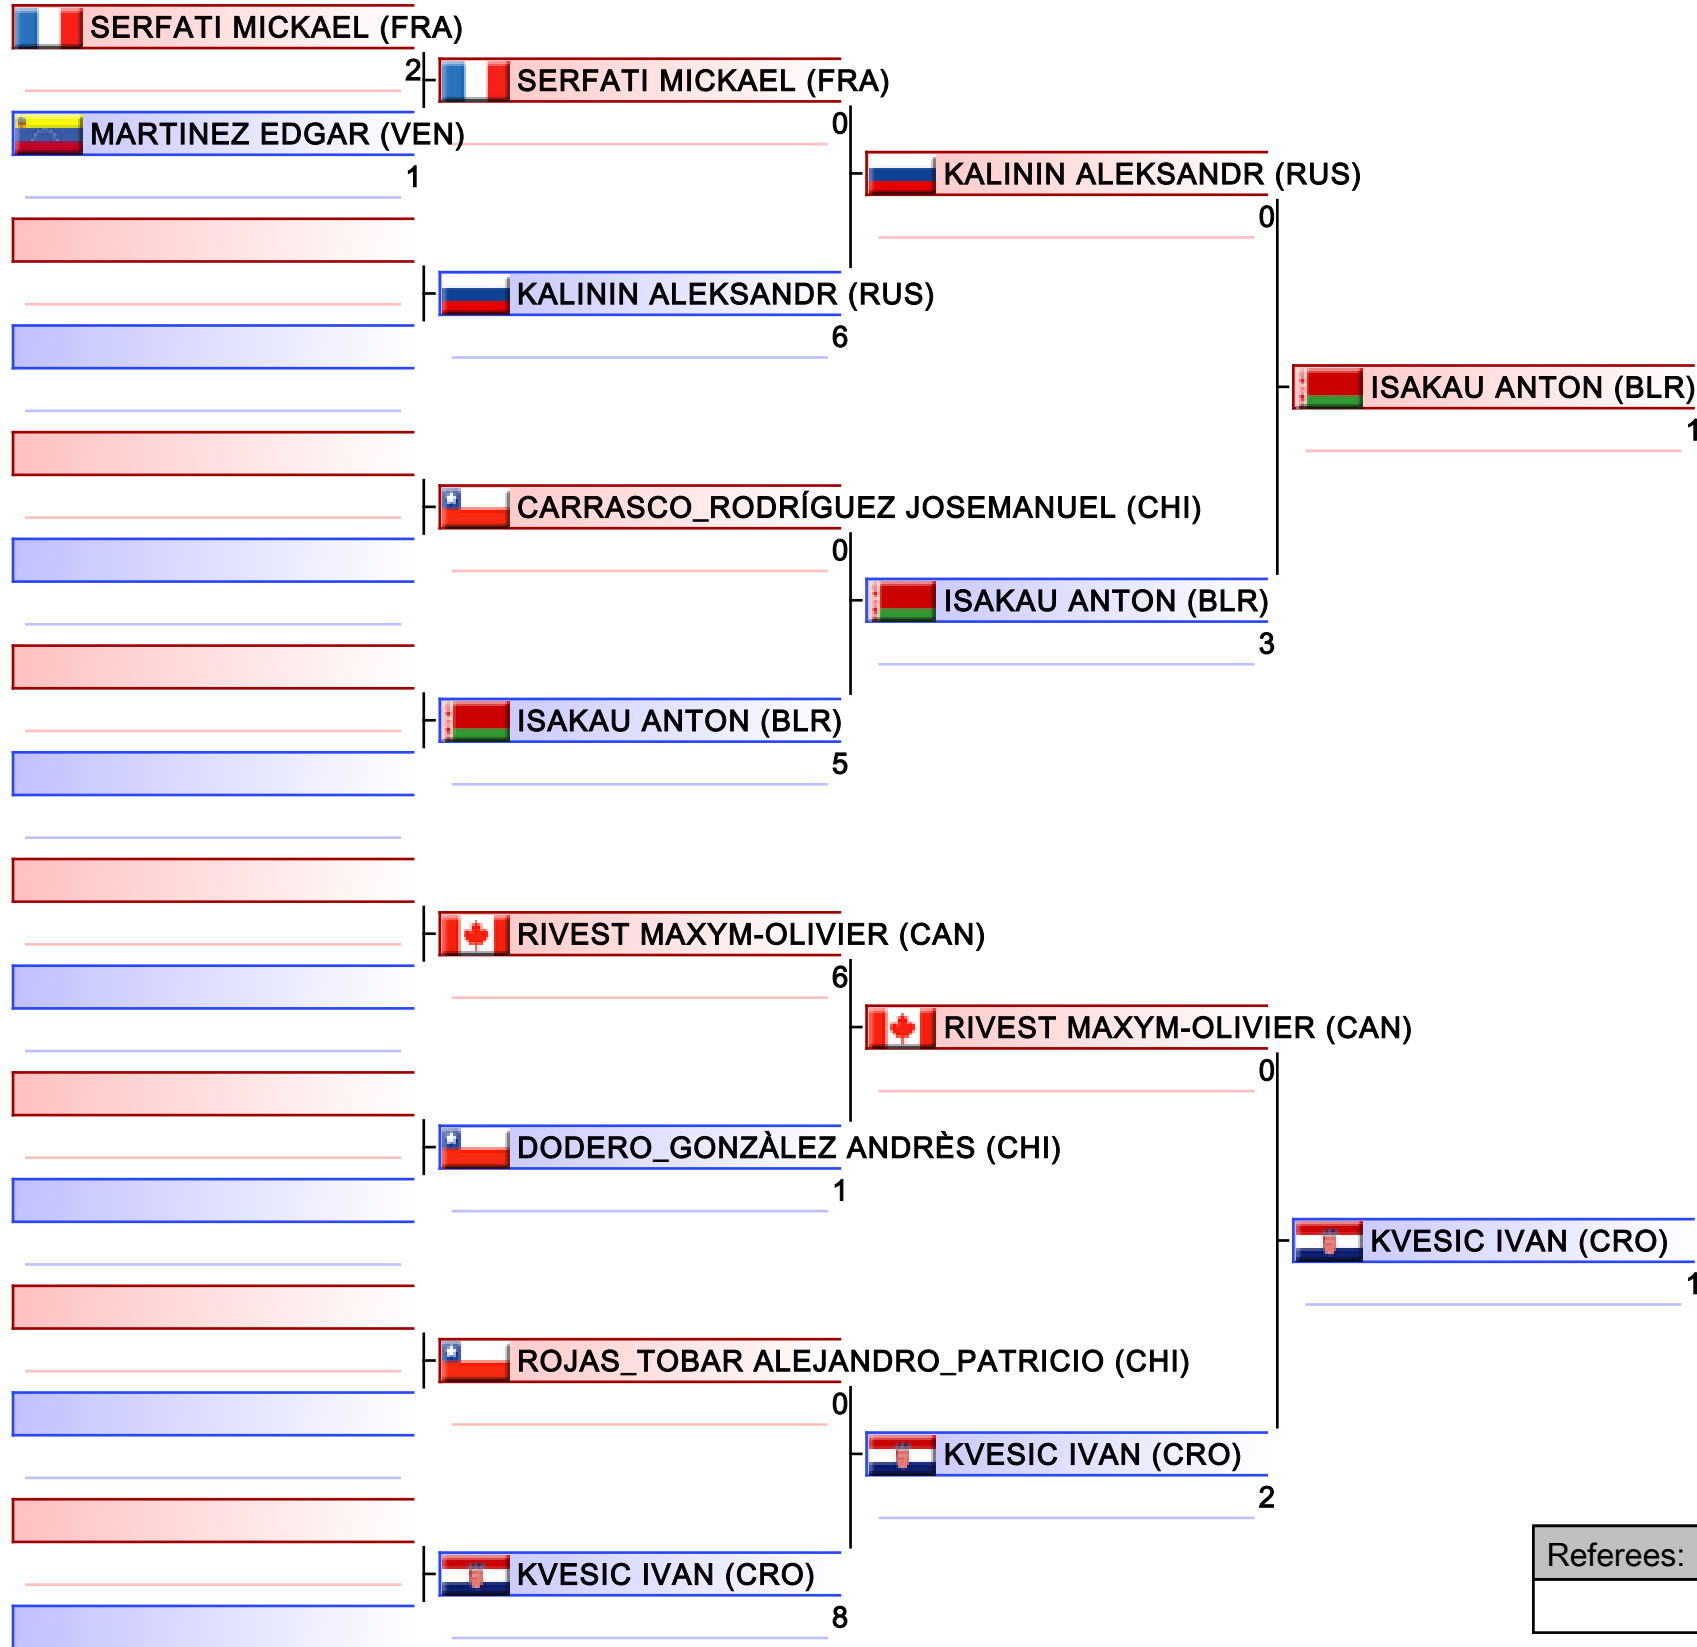 SERFATI MICKAEL (FRA)
2
SERFATI MICKAEL (FRA)
0
MARTINEZ EDGAR (VEN)
1
KALININ ALEKSANDR (RUS)
0
KALININ ALEKSANDR (RUS)
6
ISAKAU ANTON (BLR)
1
CARRASCO_RODRÍGUEZ JOSEMANUEL (CHI)
0
ISAKAU ANTON (BLR)
3
ISAKAU ANTON (BLR)
5
RIVEST MAXYM-OLIVIER (CAN)
6
RIVEST MAXYM-OLIVIER (CAN)
0
DODERO_GONZÀLEZ ANDRÈS (CHI)
1
KVESIC IVAN (CRO)
1
ROJAS_TOBAR ALEJANDRO_PATRICIO (CHI)
0
KVESIC IVAN (CRO)
2
KVESIC IVAN (CRO)
8
Referees: